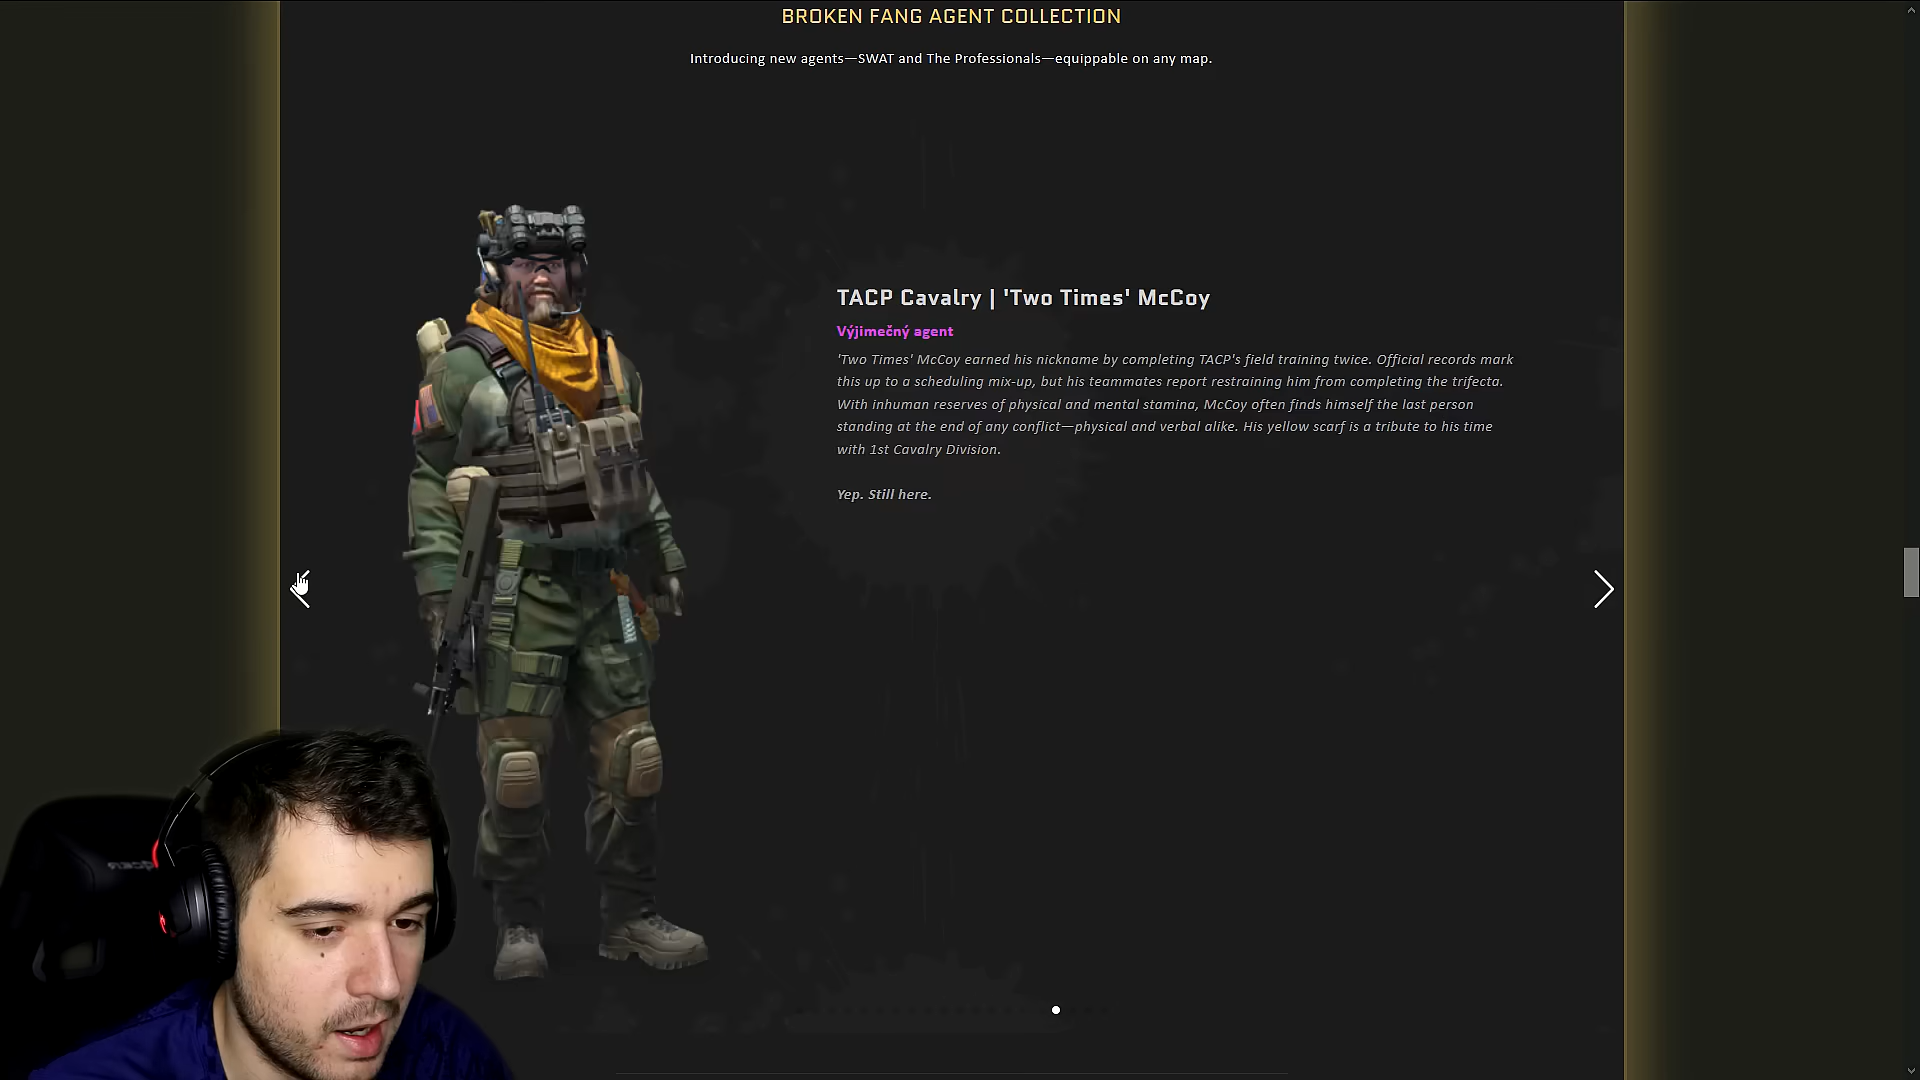 BROKEN FANG AGENT COLLECTION
Introducing new agents—SWAT and The Professionals—equippable on any map.
TACP Cavalry | 'Two Times' McCoy
Výjimečný agent
'Two Times' McCoy earned his nickname by completing TACP's field training twice. Official records mark
this up to a scheduling mix-up, but his teammates report restraining him from completing the trifecta.
With inhuman reserves of physical and mental stamina, McCoy often finds himself the last person
standing at the end of any conflict—physical and verbal alike. His yellow scarf is a tribute to his time
with 1st Cavalry Division.
Yep. Still here.